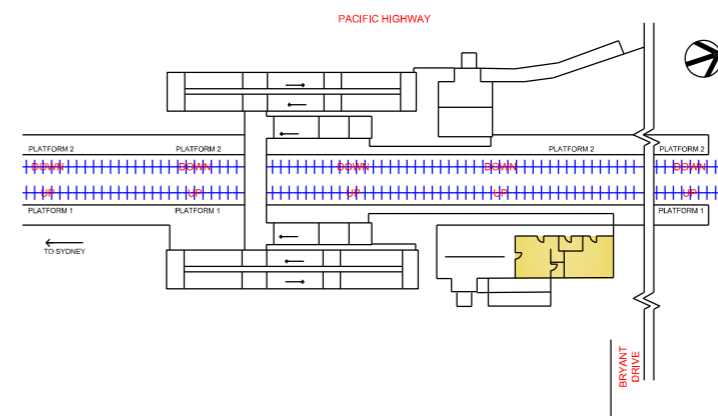 PACIFIC HIGHWAY
PLATFORM 2 PLATFORM 2 PLATFORM 2 PLATFORM 2
DOWN DOWN DOWN DOWN DOWN
UP UP UP UP UP
PLATFORM 1 PLATFORM 1 PLATFORM 1
TO SYDNEY
BRYANT
DRIVE